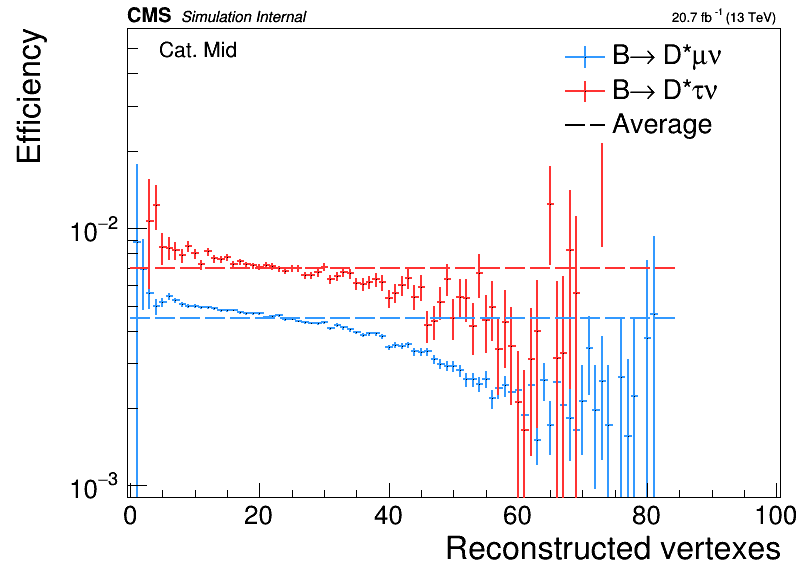 CMS Simulation Internal 20.7 fb⁻¹ (13 TeV)
Cat. Mid
B→ D*μν
B→ D*τν
Average
Efficiency
10⁻²
10⁻³
0 20 40 60 80 100
Reconstructed vertexes